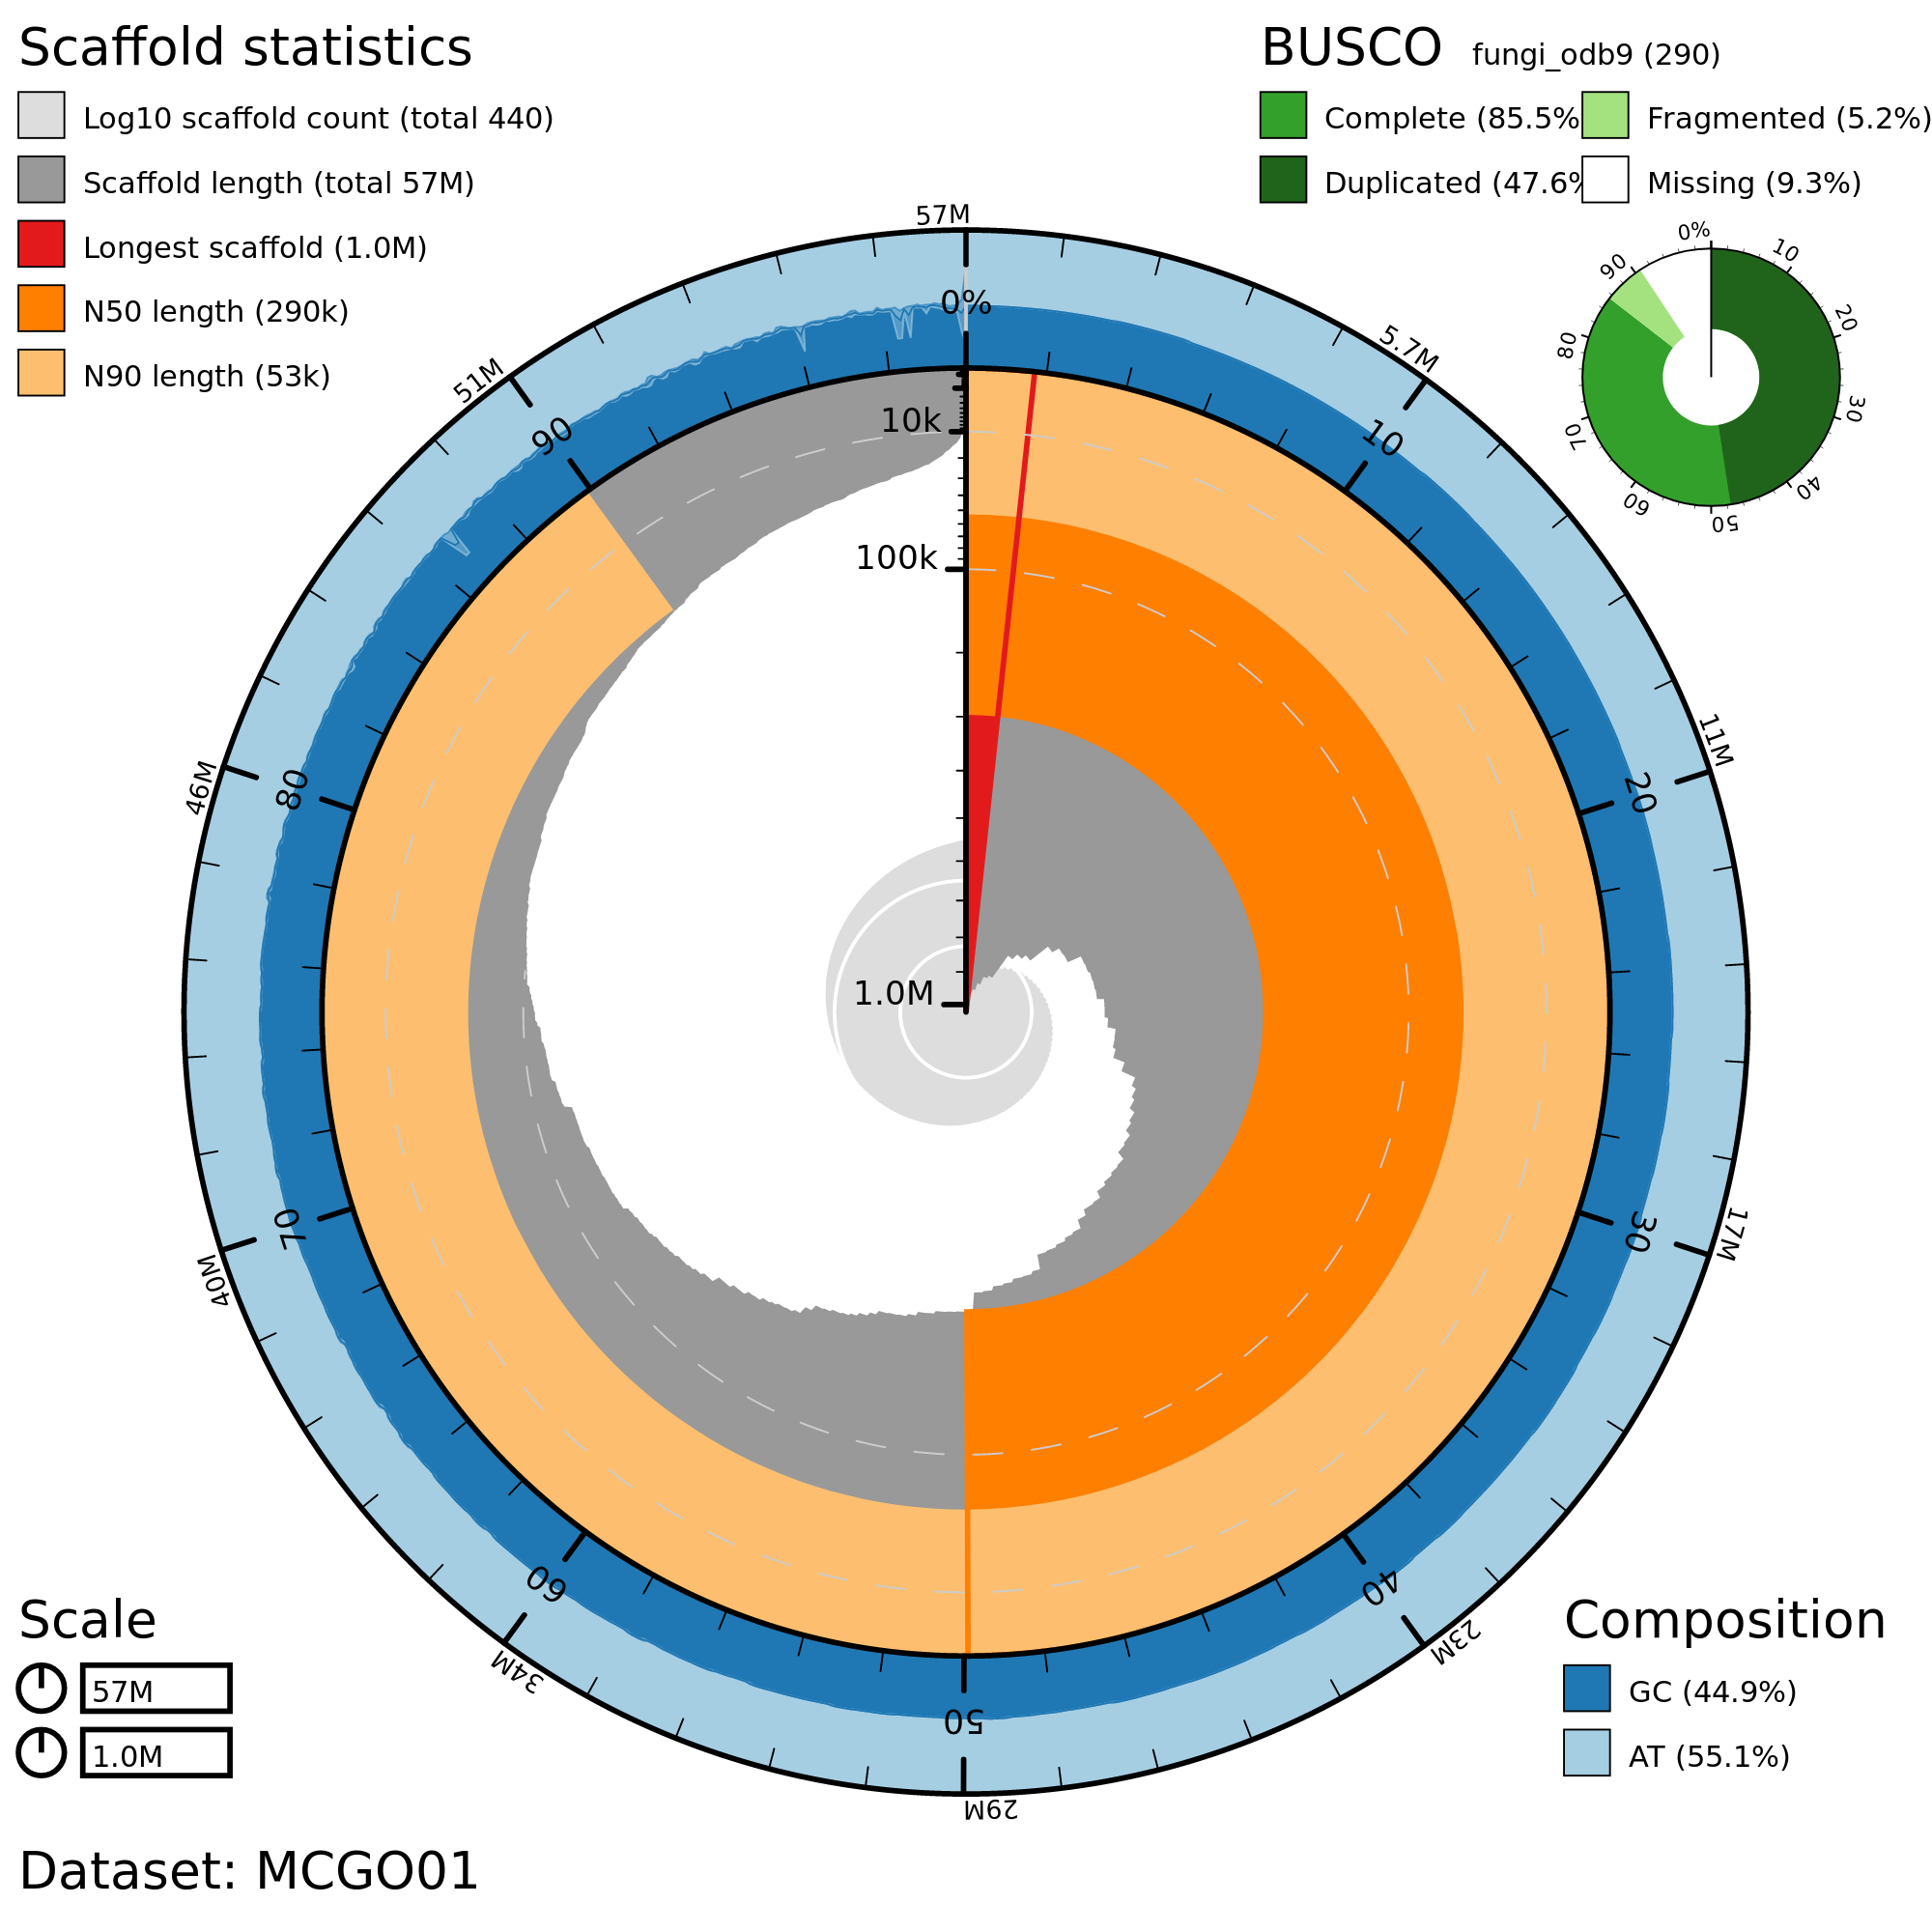 Scaffold statistics
Log10 scaffold count (total 440)
Scaffold length (total 57M)
Longest scaffold (1.0M)
N50 length (290k)
N90 length (53k)
BUSCO fungi_odb9 (290)
Complete (85.5%
Fragmented (5.2%)
Duplicated (47.6%
Missing (9.3%)
0%
10
20
30
40
50
60
70
80
90
57M
5.7M
11M
17M
23M
29M
34M
40M
46M
51M
0%
10
20
30
40
50
60
70
80
90
10k
100k
1.0M
Scale
57M
1.0M
Composition
GC (44.9%)
AT (55.1%)
Dataset: MCGO01